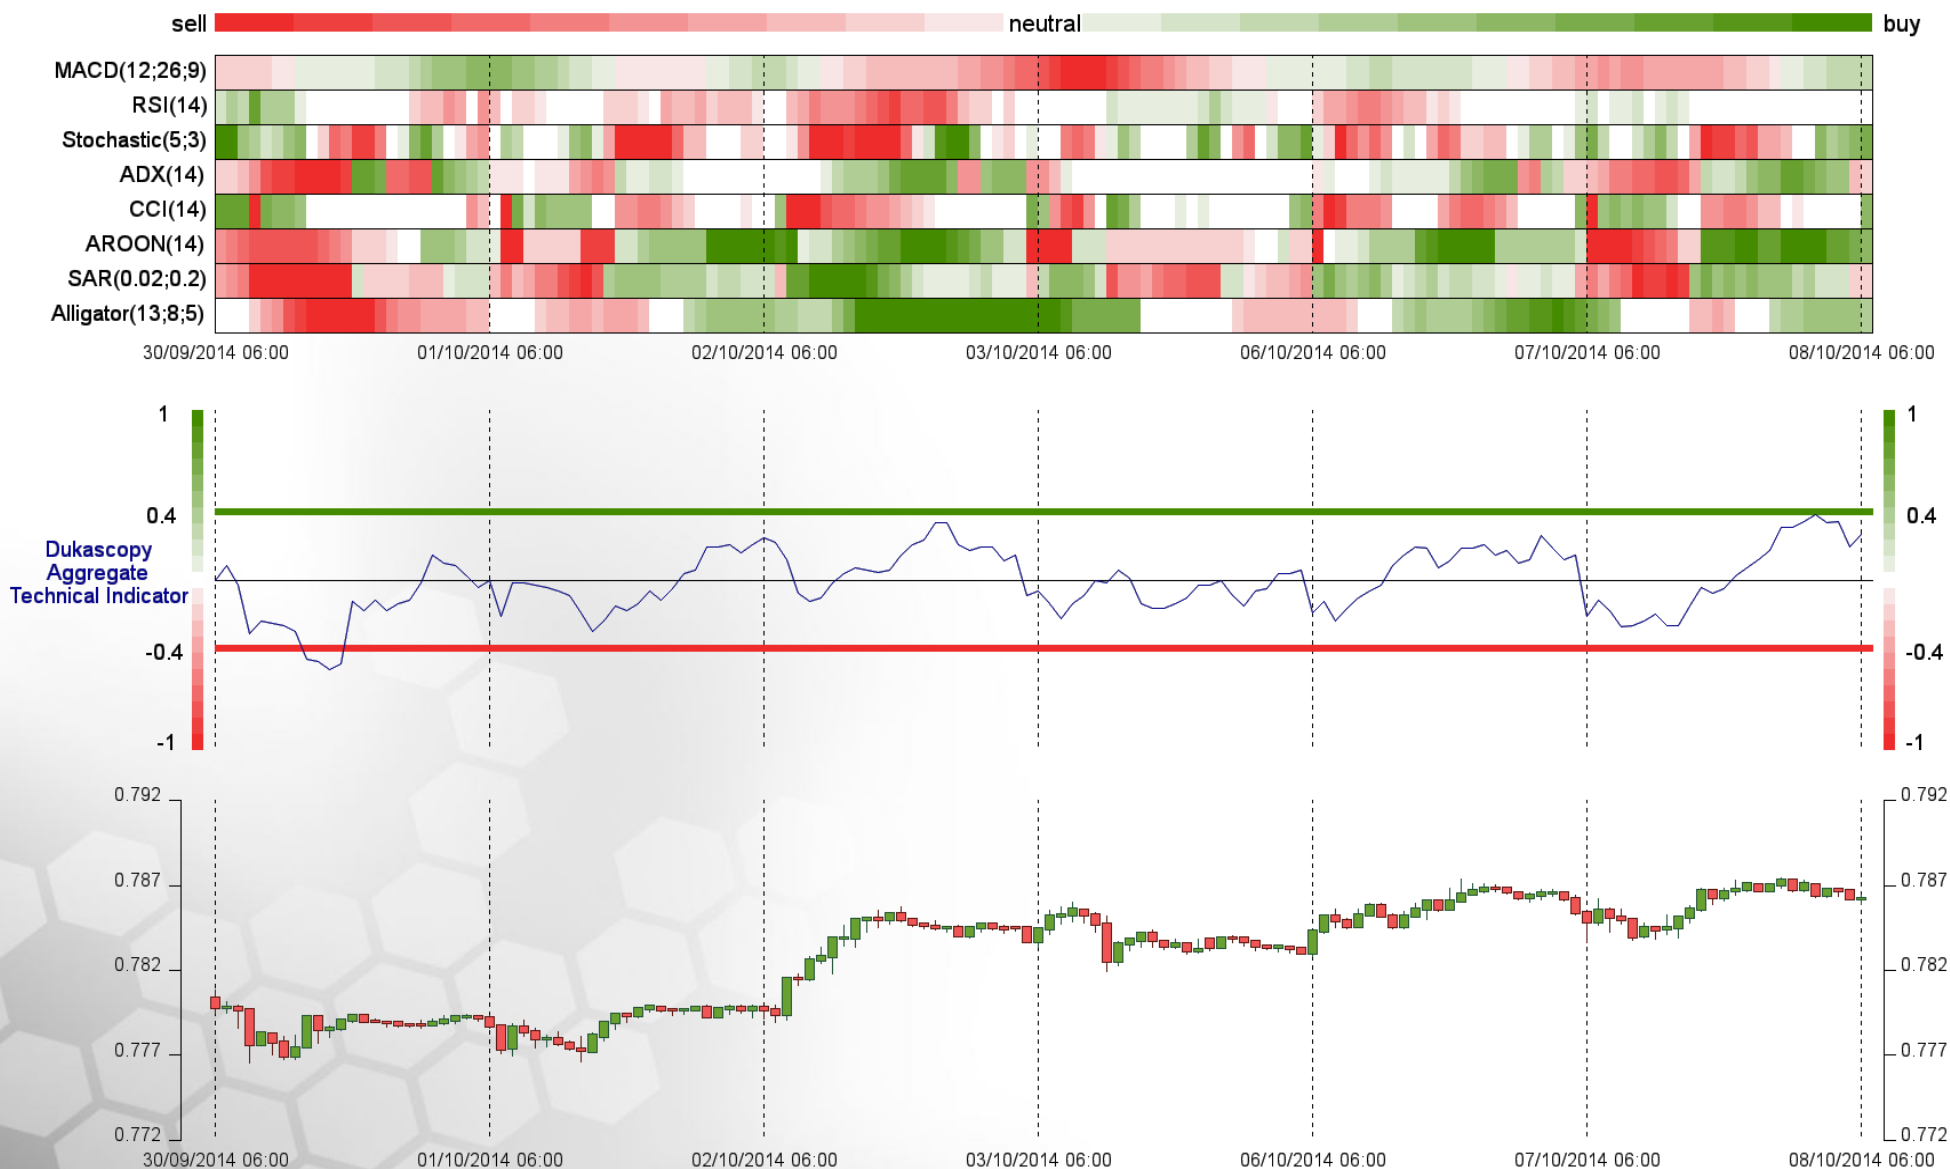 sell neutral buy
MACD(12;26;9)
RSI(14)
Stochastic(5;3)
ADX(14)
CCI(14)
AROON(14)
SAR(0.02;0.2)
Alligator(13;8;5)
30/09/2014 06:00 01/10/2014 06:00 02/10/2014 06:00 03/10/2014 06:00 06/10/2014 06:00 07/10/2014 06:00 08/10/2014 06:00
1 1
0.4 0.4
Dukascopy
Aggregate
Technical Indicator
-0.4 -0.4
-1 -1
0.792 0.792
0.787 0.787
0.782 0.782
0.777 0.777
0.772 0.772
30/09/2014 06:00 01/10/2014 06:00 02/10/2014 06:00 03/10/2014 06:00 06/10/2014 06:00 07/10/2014 06:00 08/10/2014 06:00